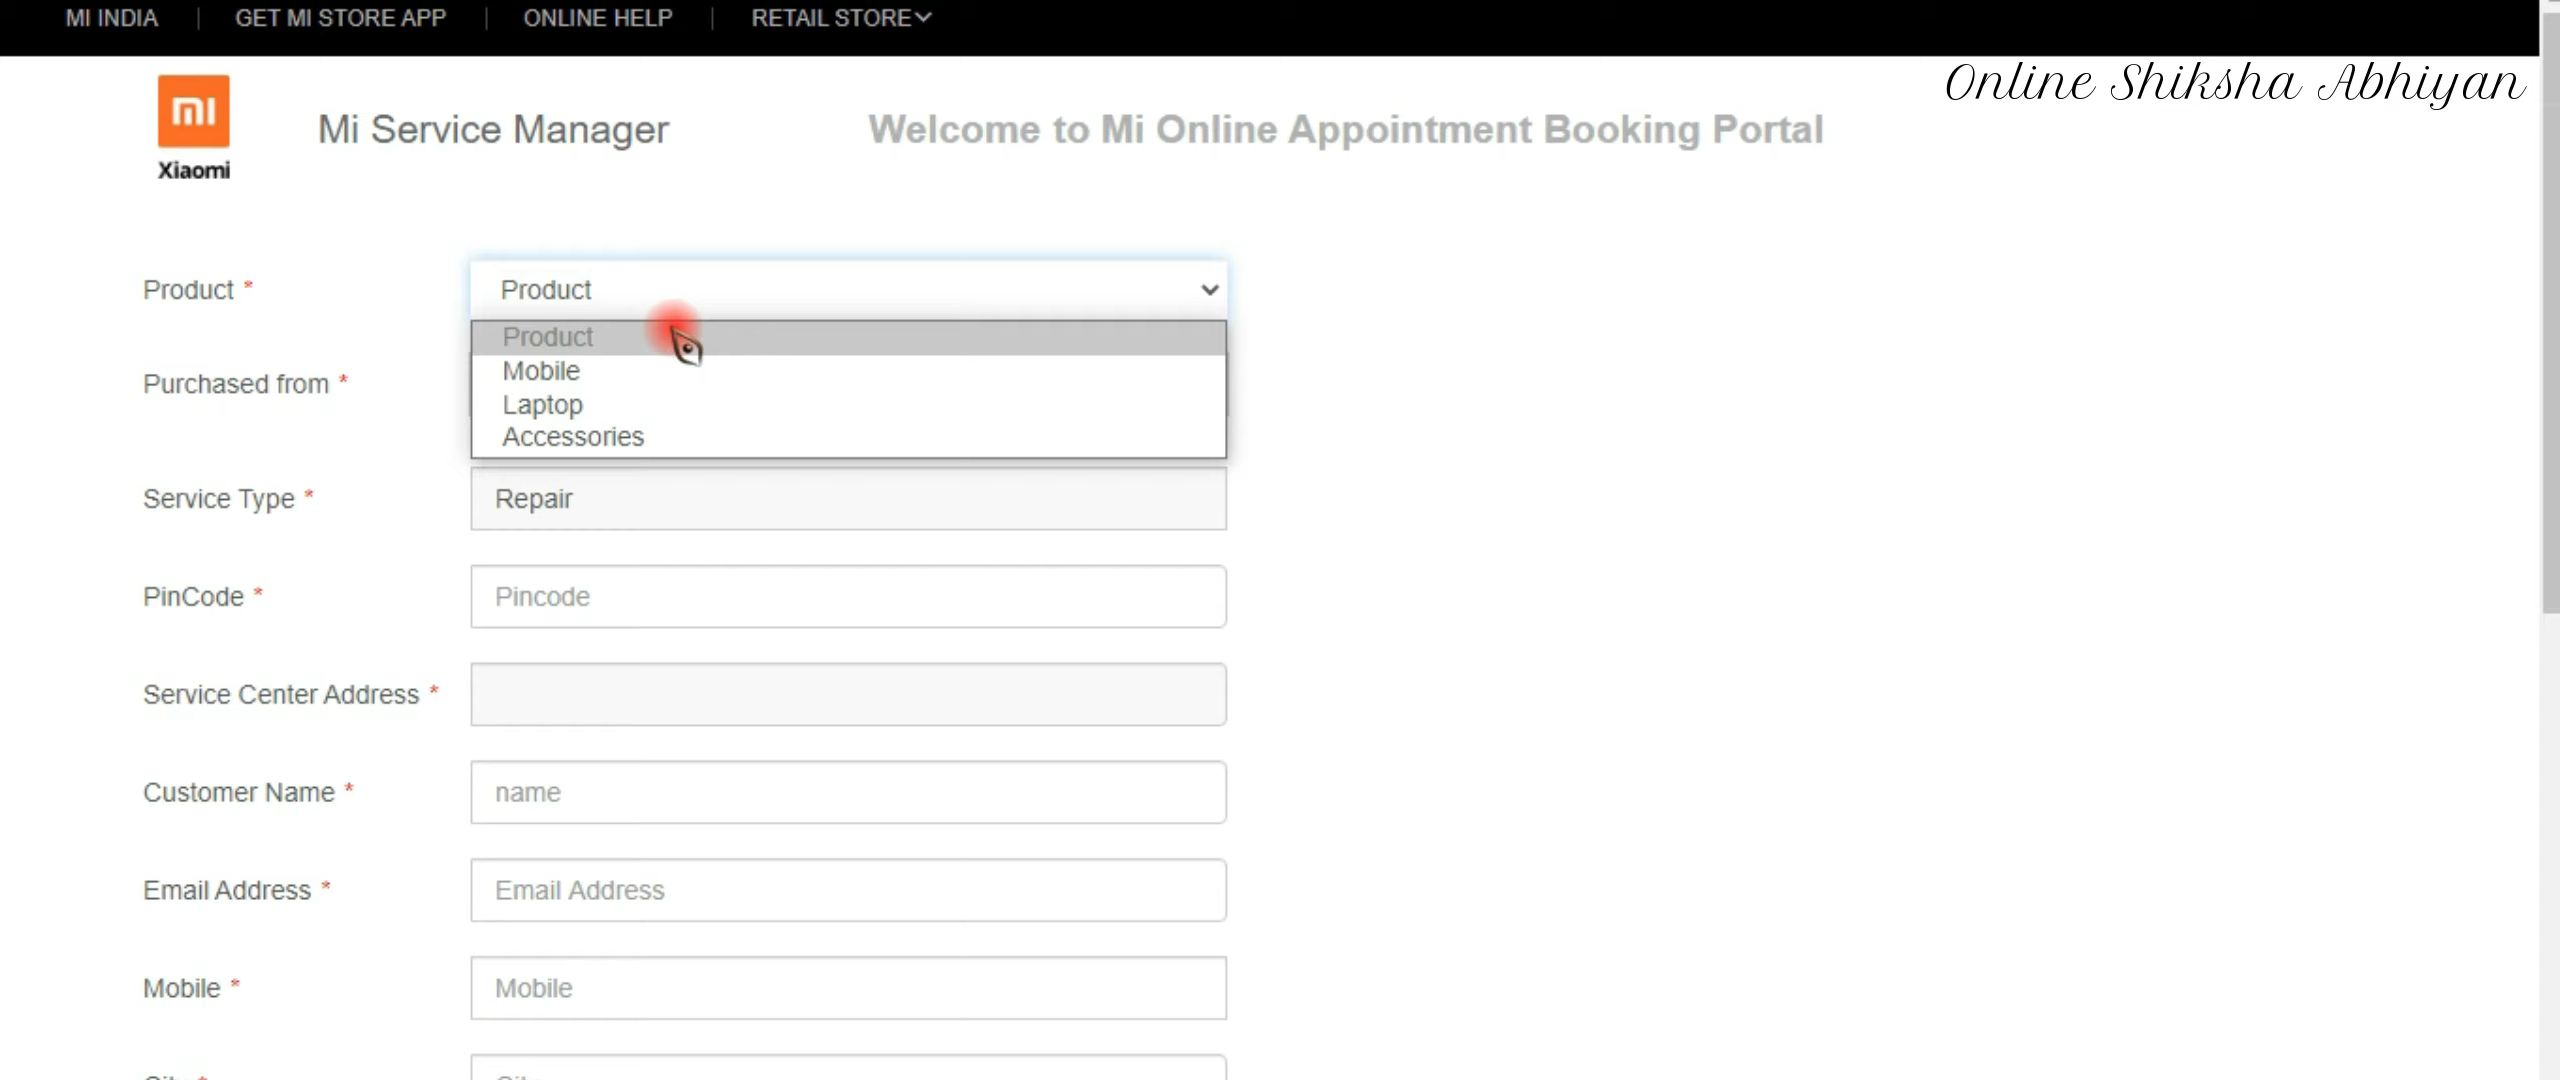 MI INDIA | GET MI STORE APP | ONLINE HELP | RETAIL STORE
Online Shiksha Abhiyan
mi
Xiaomi
Mi Service Manager
Welcome to Mi Online Appointment Booking Portal
Product *
Product
Product
Mobile
Laptop
Accessories
Purchased from *
Service Type *
Repair
PinCode *
Pincode
Service Center Address *
Customer Name *
name
Email Address *
Email Address
Mobile *
Mobile